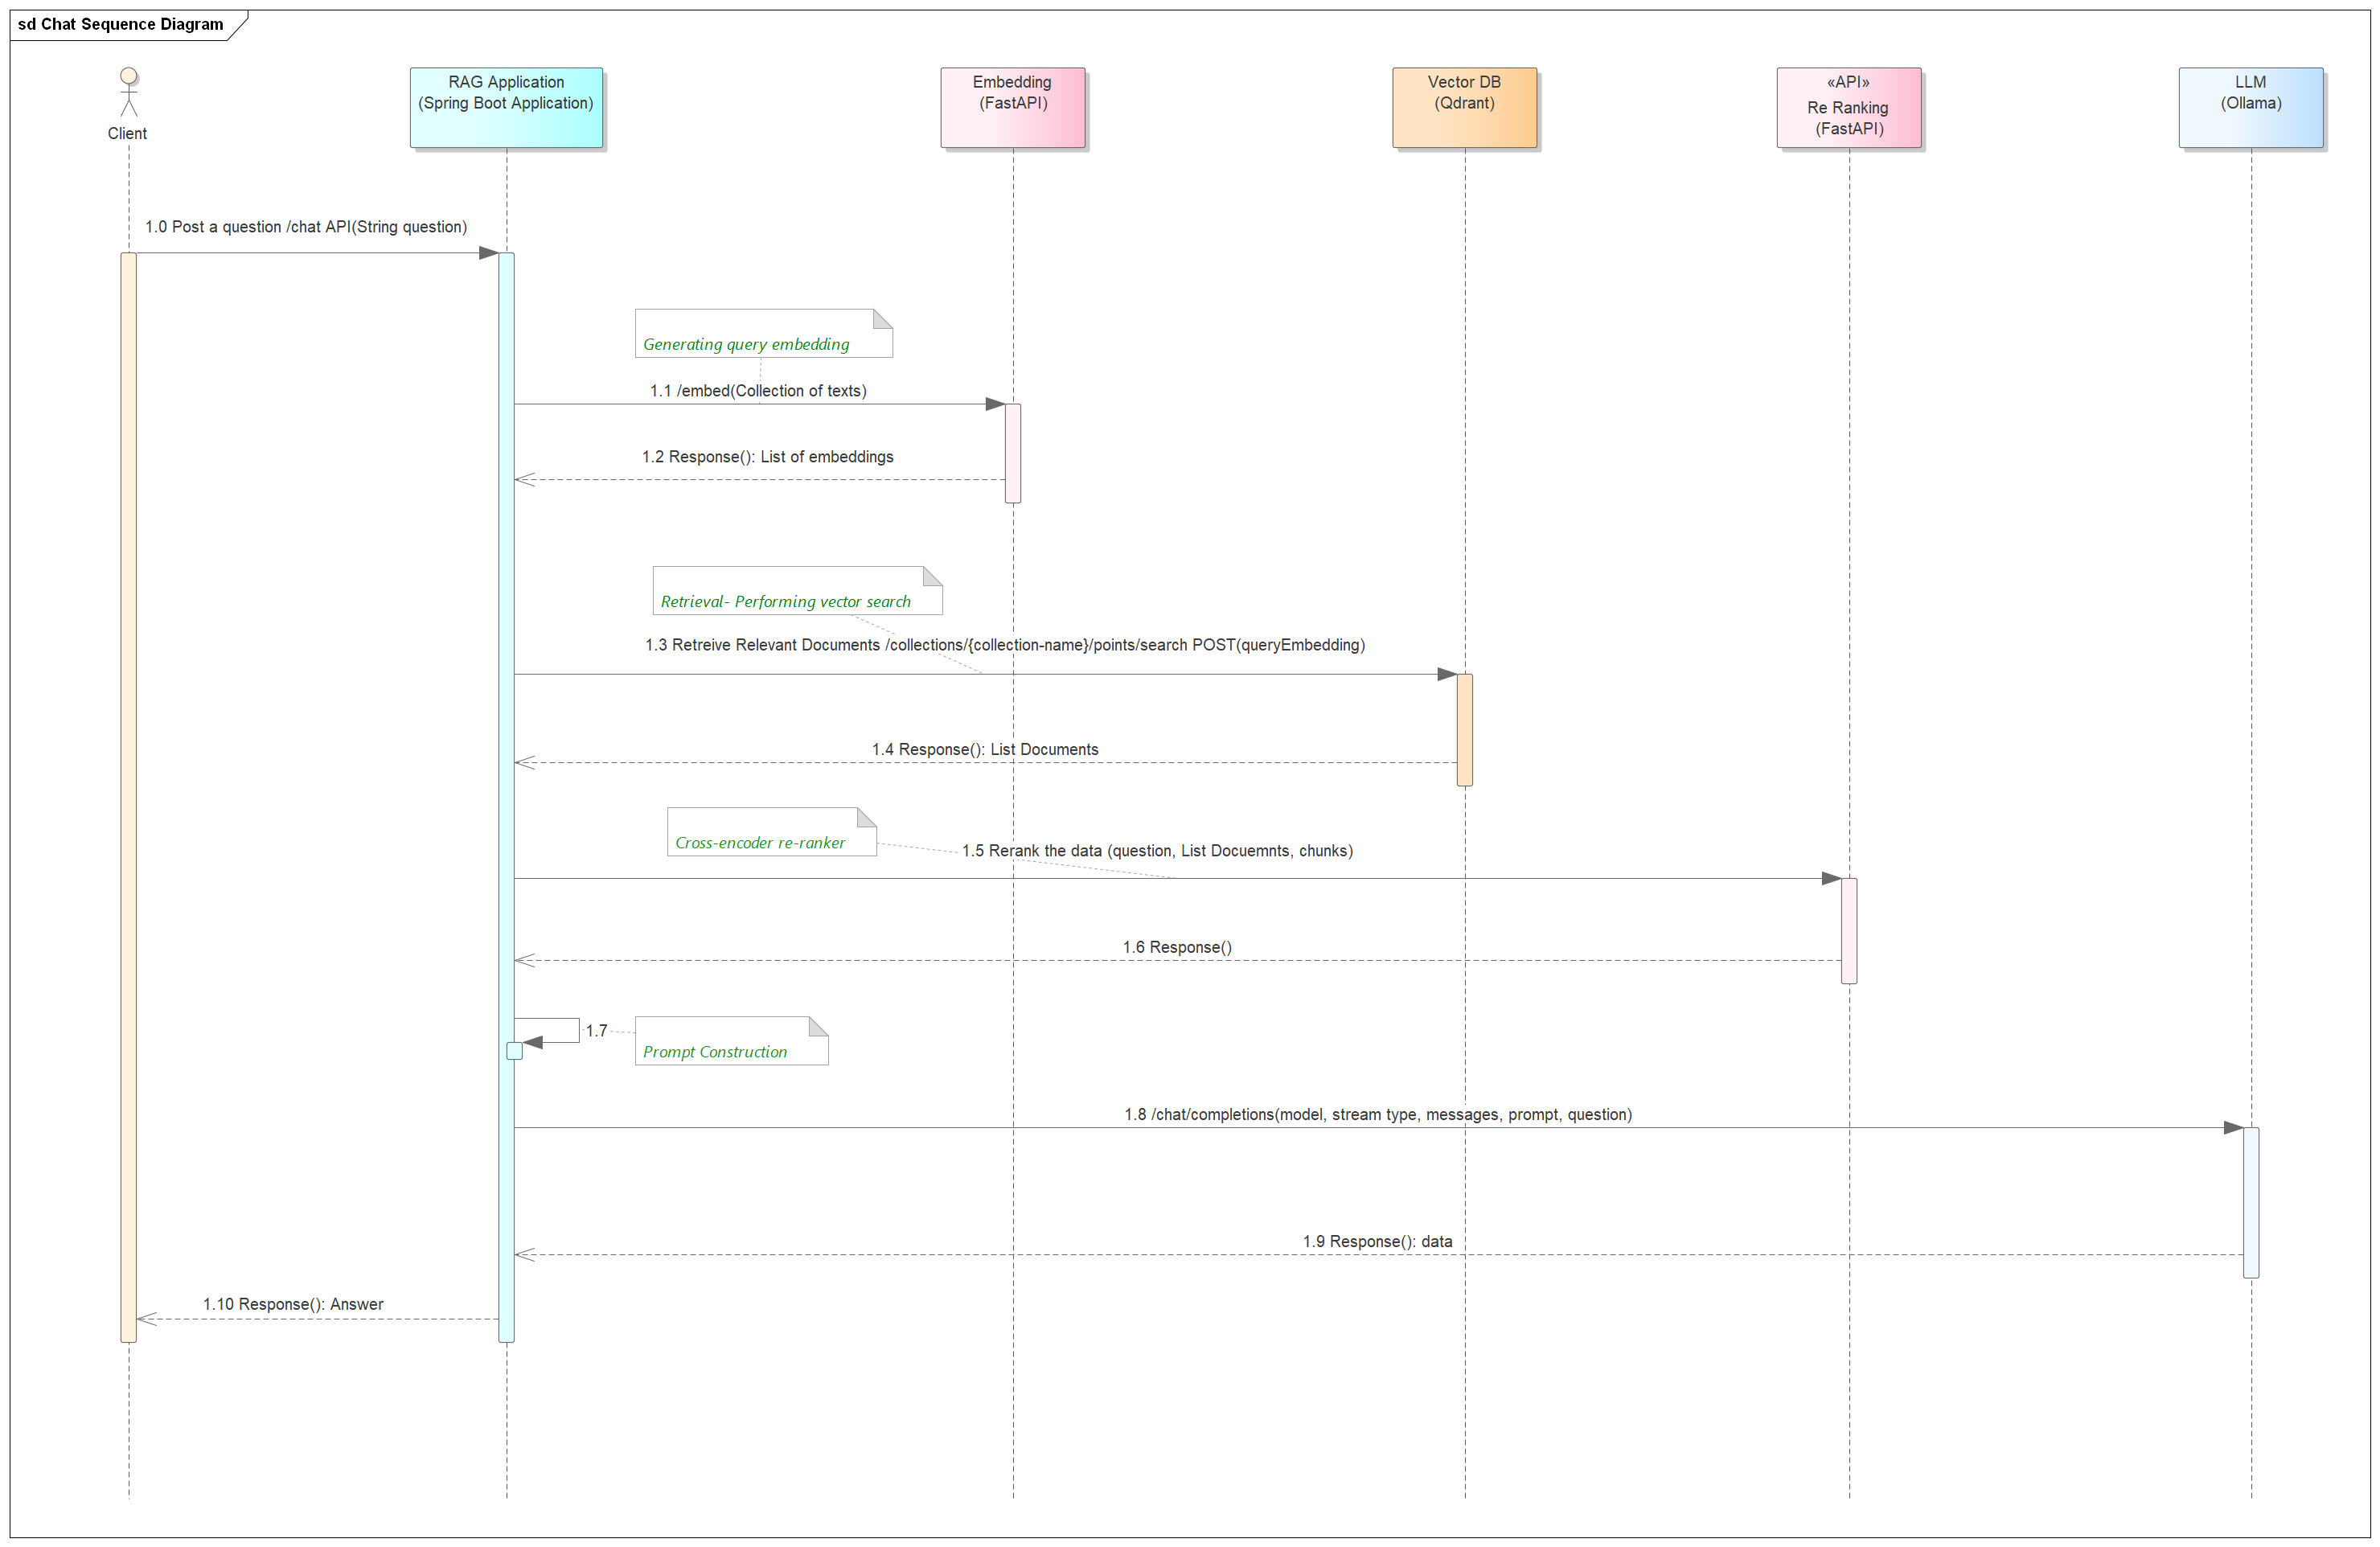 sd Chat Sequence Diagram
Client
RAG Application
(Spring Boot Application)
Embedding
(FastAPI)
Vector DB
(Qdrant)
«API»
Re Ranking
(FastAPI)
LLM
(Ollama)
1.0 Post a question /chat API(String question)
Generating query embedding
1.1 /embed(Collection of texts)
1.2 Response(): List of embeddings
Retrieval- Performing vector search
1.3 Retreive Relevant Documents /collections/{collection-name}/points/search POST(queryEmbedding)
1.4 Response(): List Documents
Cross-encoder re-ranker
1.5 Rerank the data (question, List Docuemnts, chunks)
1.6 Response()
1.7
Prompt Construction
1.8 /chat/completions(model, stream type, messages, prompt, question)
1.9 Response(): data
1.10 Response(): Answer